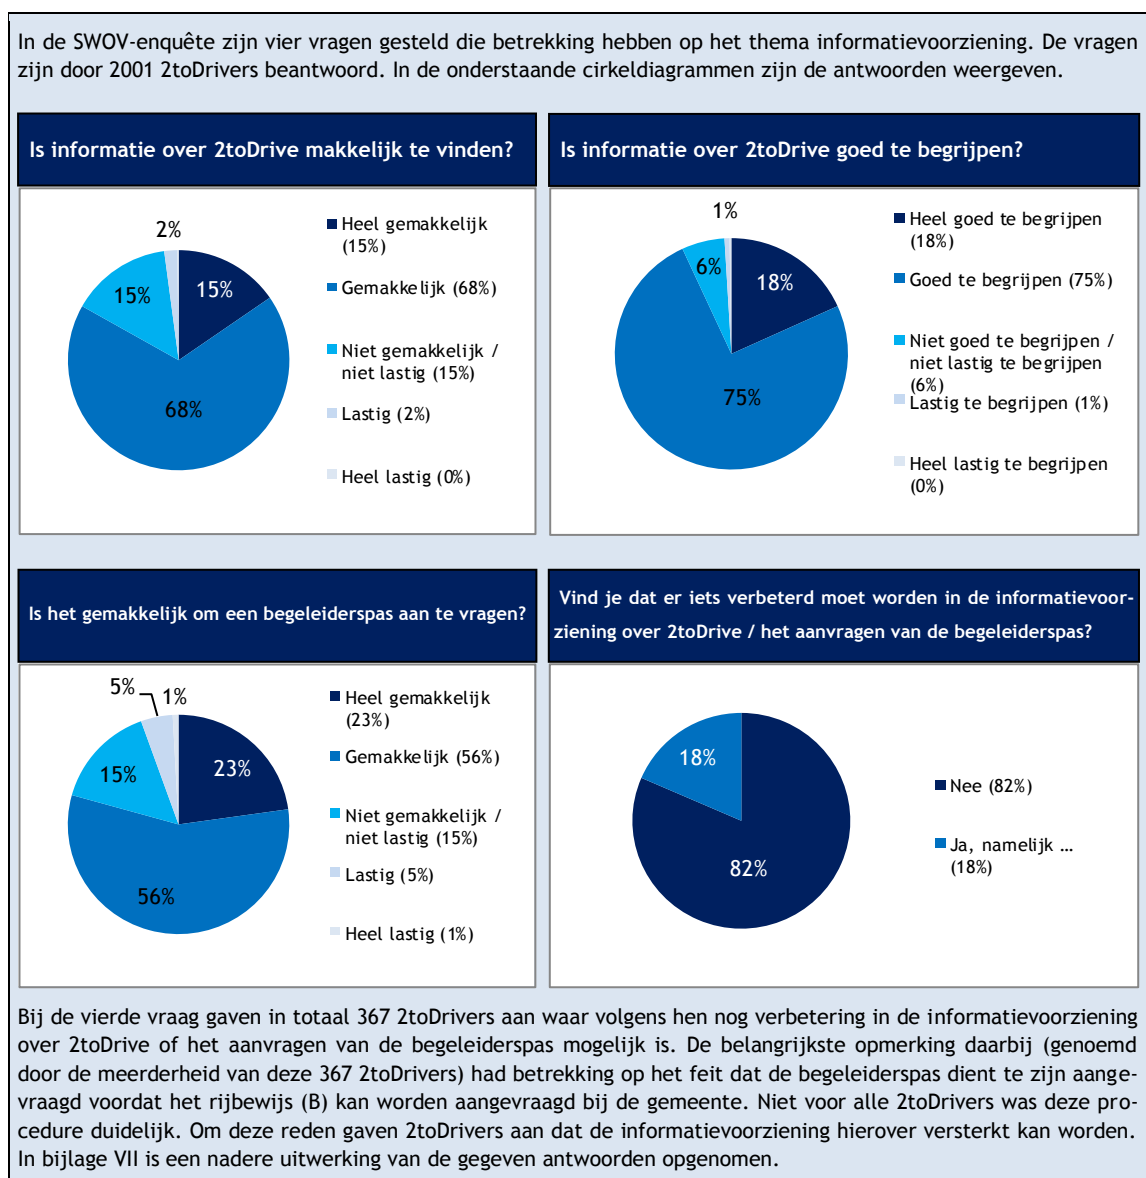 In de SWOV-enquête zijn vier vragen gesteld die betrekking hebben op het thema informatievoorziening. De vragen
zijn door 2001 2toDrivers beantwoord. In de onderstaande cirkeldiagrammen zijn de antwoorden weergeven.
Is informatie over 2toDrive makkelijk te vinden?
2%
15%
15%
68%
Heel gemakkelijk
(15%)
Gemakkelijk (68%)
Niet gemakkelijk /
niet lastig (15%)
Lastig (2%)
Heel lastig (0%)
Is informatie over 2toDrive goed te begrijpen?
1%
6%
18%
75%
Heel goed te begrijpen
(18%)
Goed te begrijpen (75%)
Niet goed te begrijpen /
niet lastig te begrijpen
(6%)
Lastig te begrijpen (1%)
Heel lastig te begrijpen
(0%)
Is het gemakkelijk om een begeleiderspas aan te vragen?
5%
1%
23%
15%
56%
Heel gemakkelijk
(23%)
Gemakkelijk (56%)
Niet gemakkelijk /
niet lastig (15%)
Lastig (5%)
Heel lastig (1%)
Vind je dat er iets verbeterd moet worden in de informatievoor-
ziening over 2toDrive / het aanvragen van de begeleiderspas?
18%
82%
Nee (82%)
Ja, namelijk …
(18%)
Bij de vierde vraag gaven in totaal 367 2toDrivers aan waar volgens hen nog verbetering in de informatievoorziening
over 2toDrive of het aanvragen van de begeleiderspas mogelijk is. De belangrijkste opmerking daarbij (genoemd
door de meerderheid van deze 367 2toDrivers) had betrekking op het feit dat de begeleiderspas dient te zijn aange-
vraagd voordat het rijbewijs (B) kan worden aangevraagd bij de gemeente. Niet voor alle 2toDrivers was deze pro-
cedure duidelijk. Om deze reden gaven 2toDrivers aan dat de informatievoorziening hierover versterkt kan worden.
In bijlage VII is een nadere uitwerking van de gegeven antwoorden opgenomen.